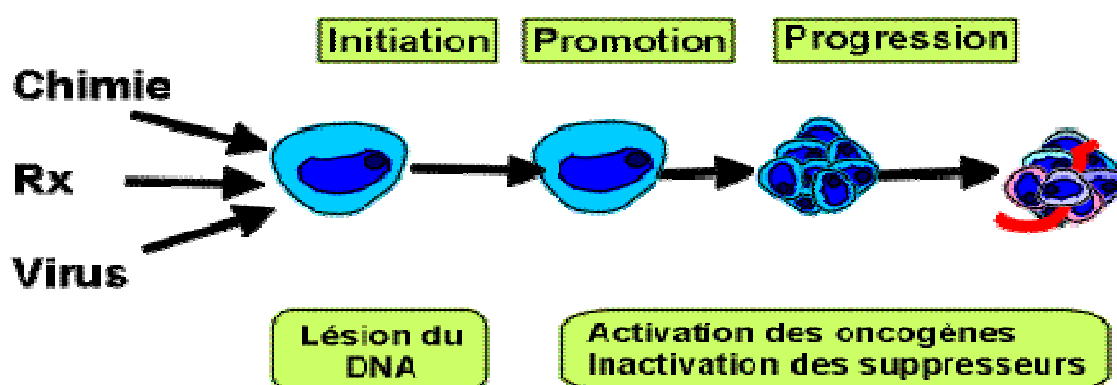 Initiation
Promotion
Progression
Chimie
Rx
Virus
Lésion du
DNA
Activation des oncogènes
Inactivation des suppresseurs